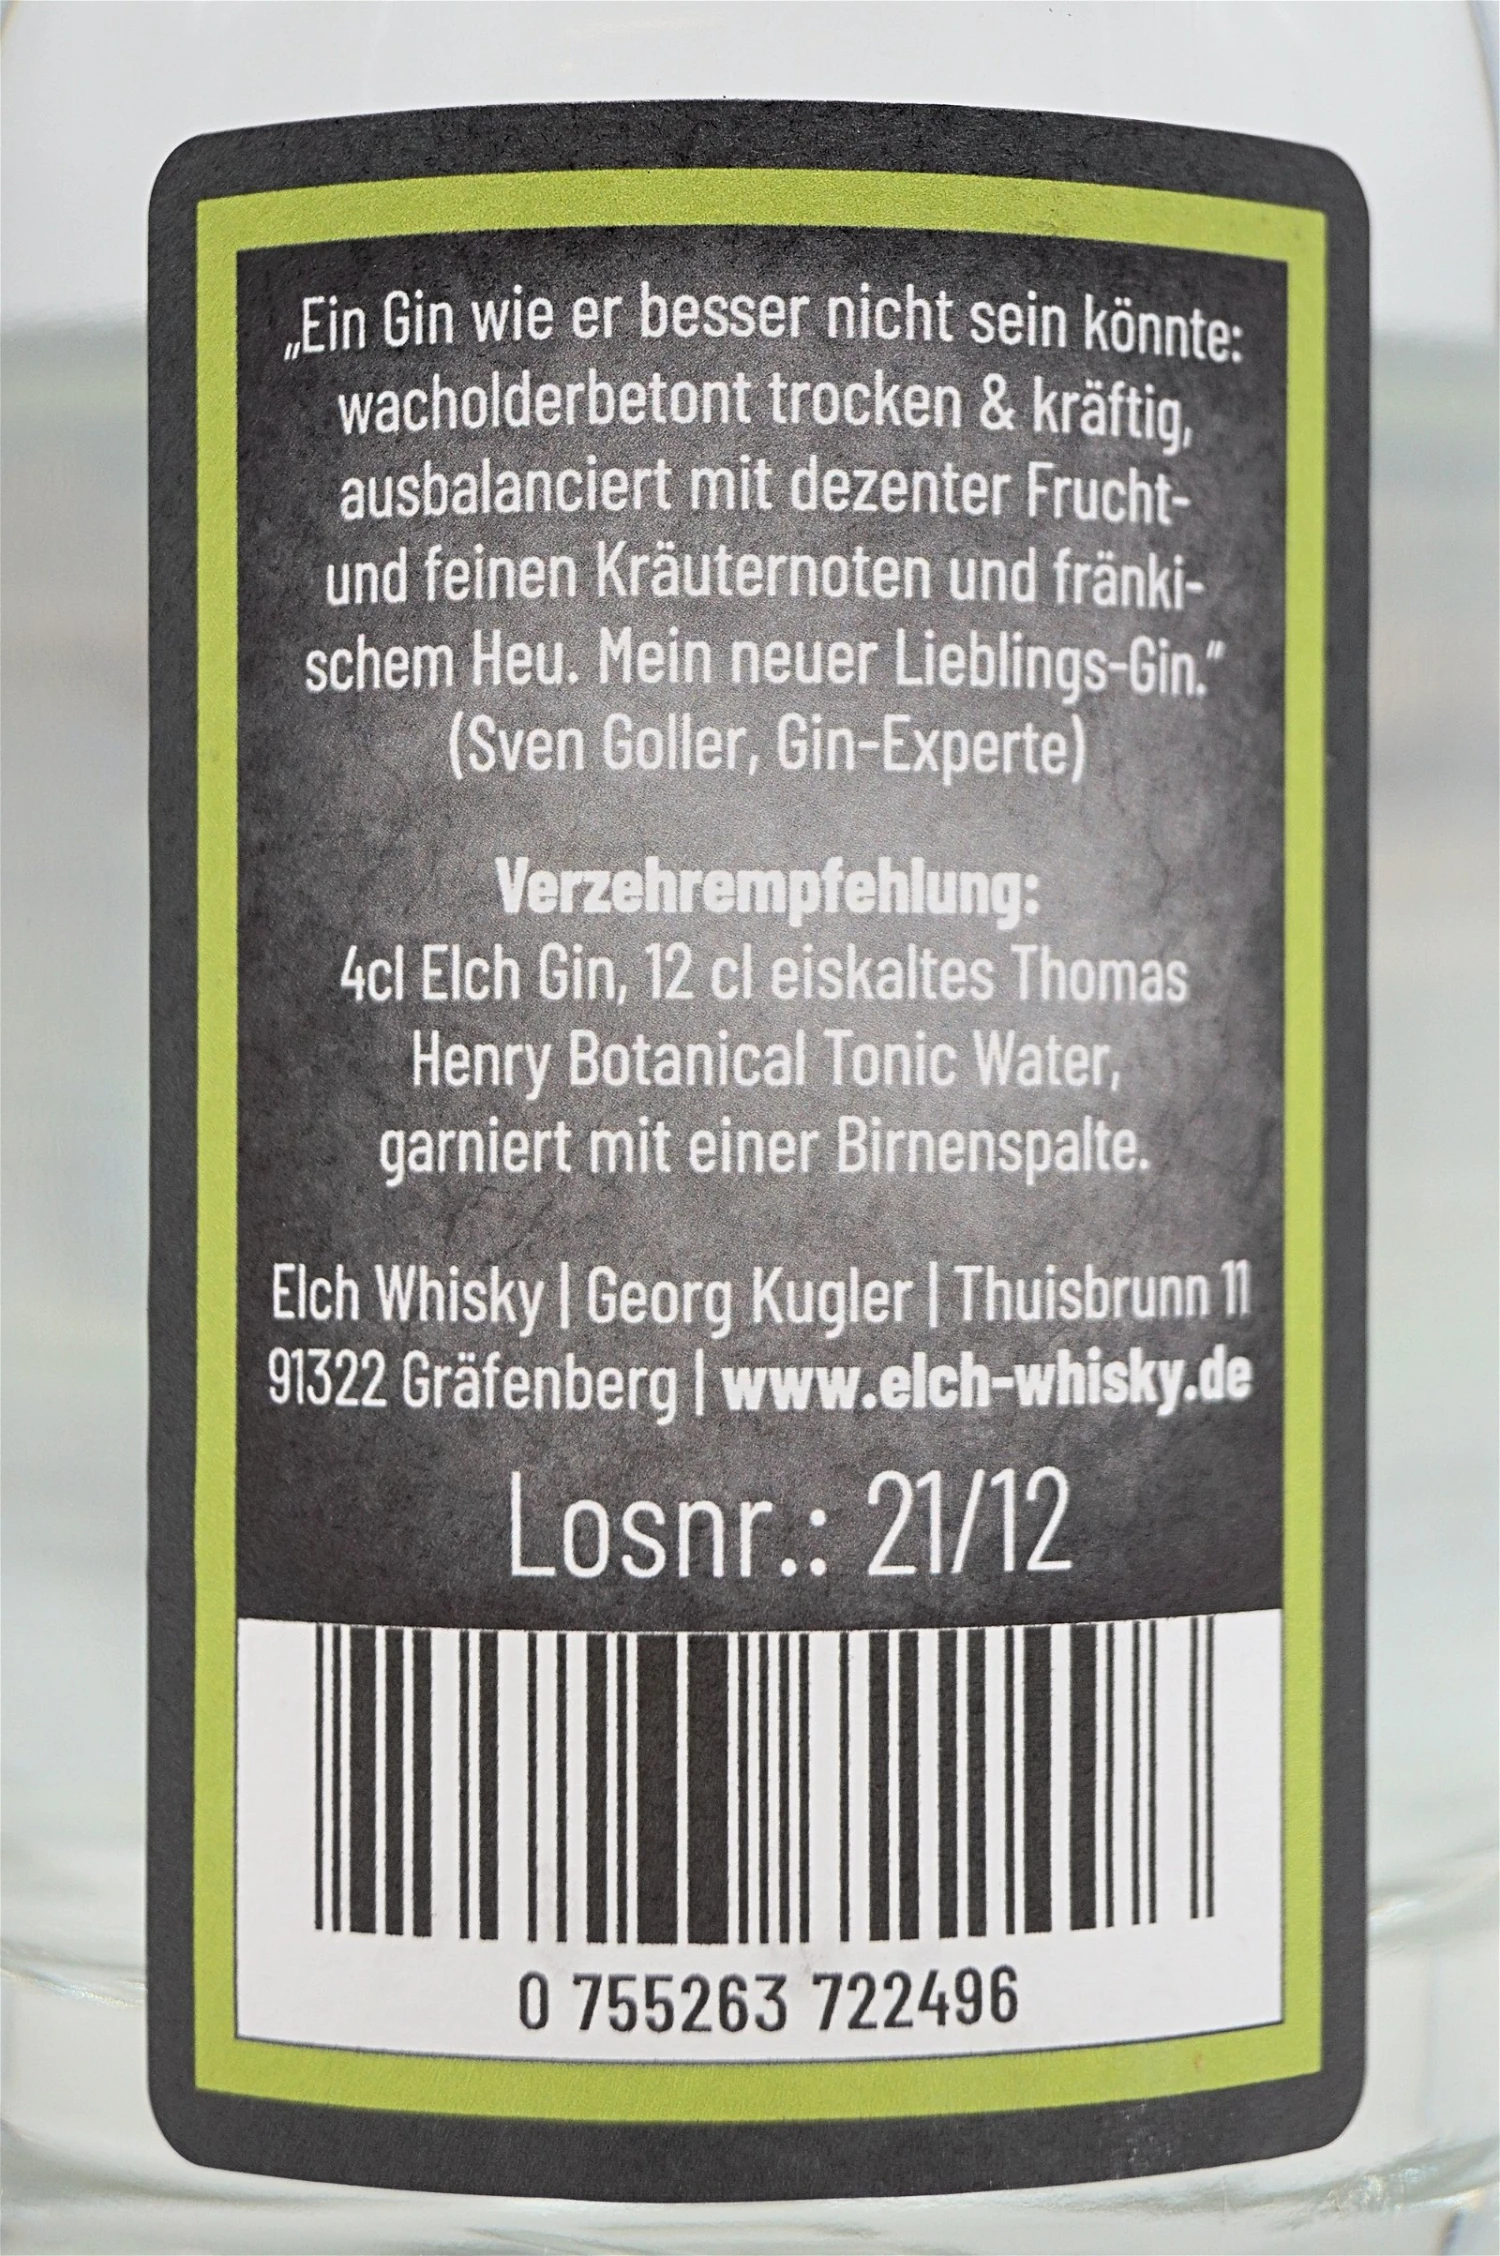 „Ein Gin wie er besser nicht sein könnte:
wacholderbetont trocken & kräftig,
ausbalanciert mit dezenter Frucht-
und feinen Kräuternoten und fränki-
schem Heu. Mein neuer Lieblings-Gin.“
(Sven Goller, Gin-Experte)
Verzehrempfehlung:
4cl Elch Gin, 12 cl eiskaltes Thomas
Henry Botanical Tonic Water,
garniert mit einer Birnenspalte.
Elch Whisky | Georg Kugler | Thuisbrunn 11
91322 Gräfenberg | www.elch-whisky.de
Losnr.: 21/12
0 755263 722496